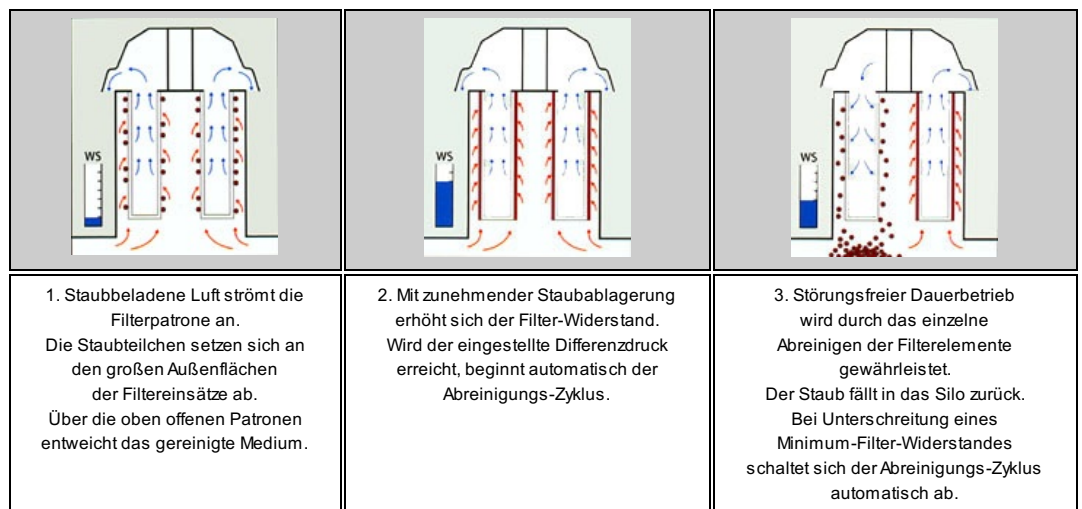 WS
WS
WS
1. Staubbeladene Luft strömt die
Filterpatrone an.
Die Staubteilchen setzen sich an
den großen Außenflächen
der Filtereinsätze ab.
Über die oben offenen Patronen
entweicht das gereinigte Medium.
2. Mit zunehmender Staubablagerung
erhöht sich der Filter-Widerstand.
Wird der eingestellte Differenzdruck
erreicht, beginnt automatisch der
Abreinigungs-Zyklus.
3. Störungsfreier Dauerbetrieb
wird durch das einzelne
Abreinigen der Filterelemente
gewährleistet.
Der Staub fällt in das Silo zurück.
Bei Unterschreitung eines
Minimum-Filter-Widerstandes
schaltet sich der Abreinigungs-Zyklus
automatisch ab.